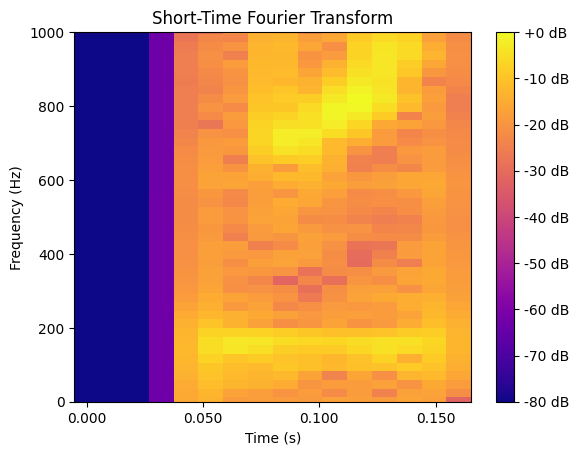 Short-Time Fourier Transform
Frequency (Hz)
1000
800
600
400
200
0
0.000
0.050
0.100
0.150
Time (s)
+0 dB
-10 dB
-20 dB
-30 dB
-40 dB
-50 dB
-60 dB
-70 dB
-80 dB